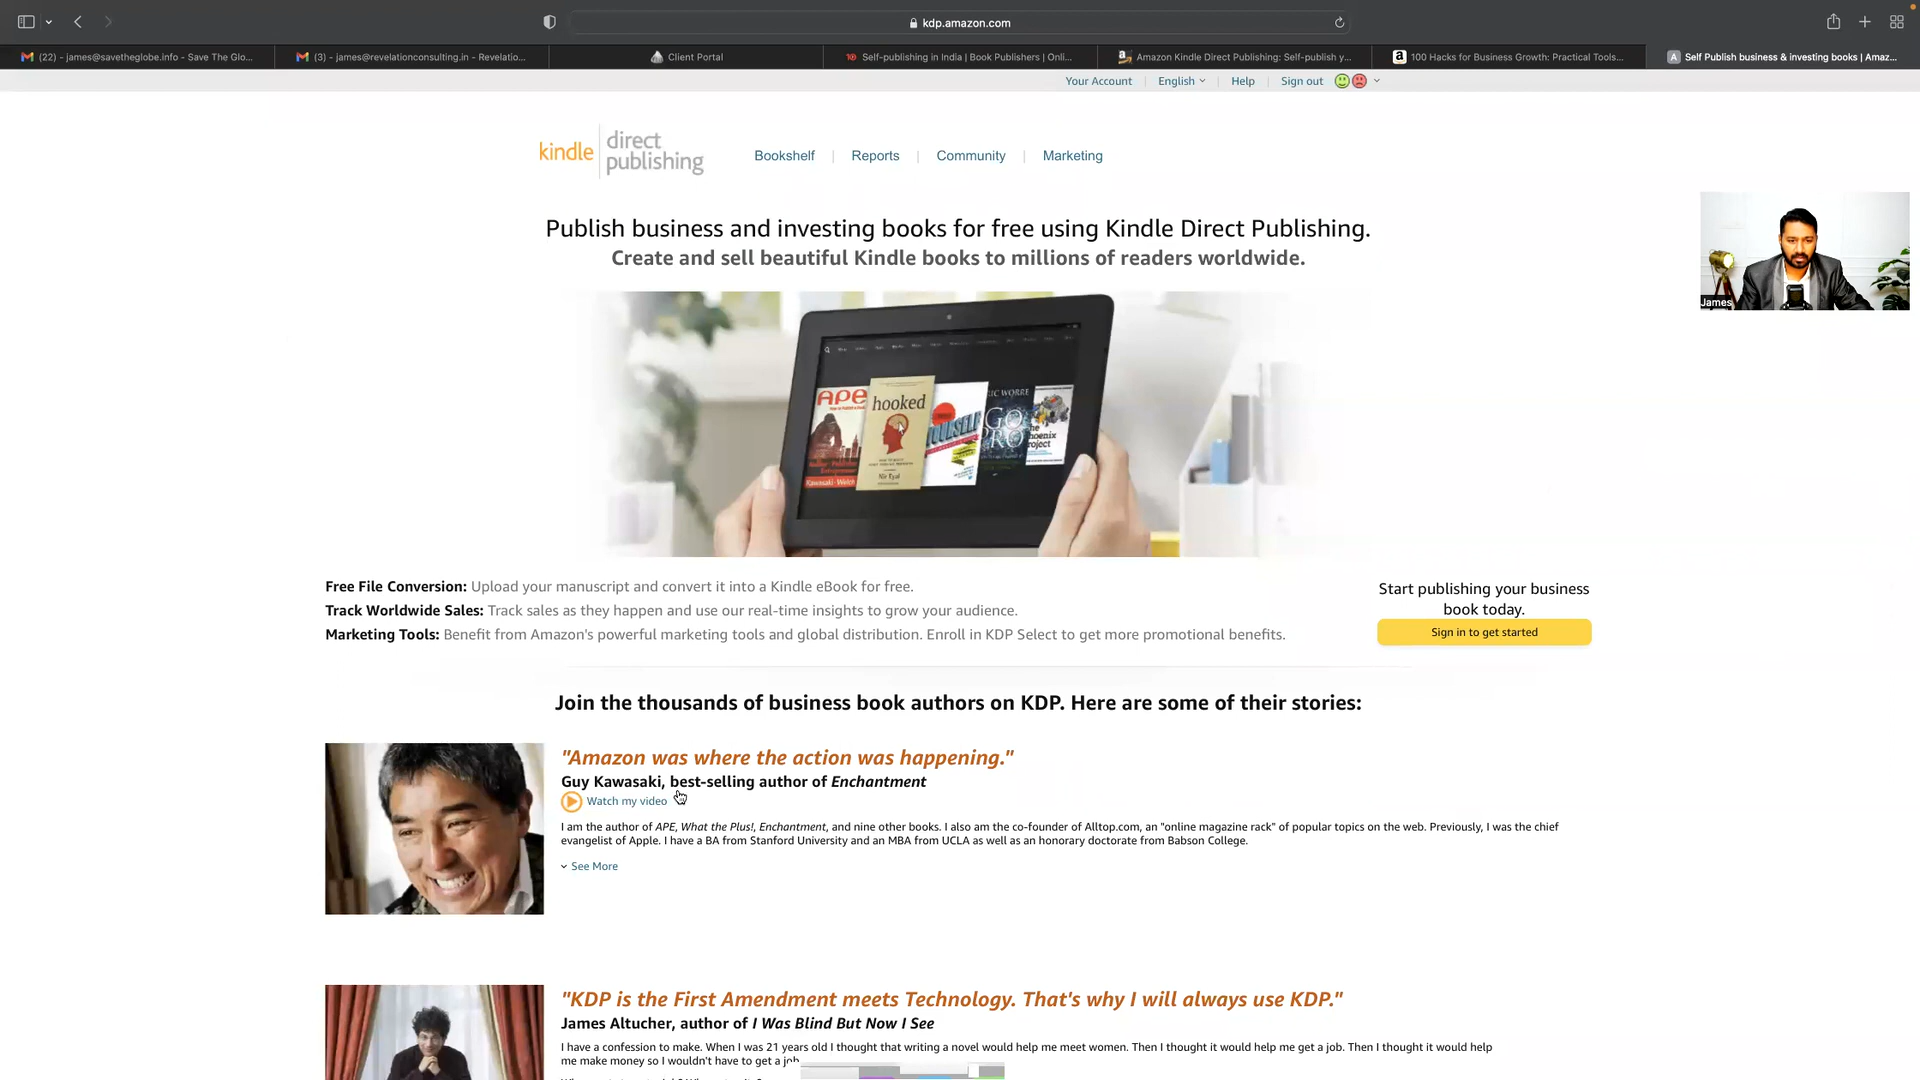 kdp.amazon.com
(22) - james@savetheglobe.info - Save The Glo...
(3) - james@revelationconsulting.in - Revelatio...
Client Portal
Self-publishing in India | Book Publishers | Onli...
Amazon Kindle Direct Publishing: Self-publish y...
100 Hacks for Business Growth: Practical Tools...
Self Publish business & investing books | Amaz...
Your Account
English
Help
Sign out
kindle direct publishing
Bookshelf
Reports
Community
Marketing
Publish business and investing books for free using Kindle Direct Publishing.
Create and sell beautiful Kindle books to millions of readers worldwide.
James
APE
hooked
Nir Eyal
Kawasaki - Welch
YOURSELF
ERIC WORRE
GO PRO
Free File Conversion: Upload your manuscript and convert it into a Kindle eBook for free.
Track Worldwide Sales: Track sales as they happen and use our real-time insights to grow your audience.
Marketing Tools: Benefit from Amazon's powerful marketing tools and global distribution. Enroll in KDP Select to get more promotional benefits.
Start publishing your business
book today.
Sign in to get started
Join the thousands of business book authors on KDP. Here are some of their stories:
"Amazon was where the action was happening."
Guy Kawasaki, best-selling author of Enchantment
Watch my video
I am the author of APE, What the Plus!, Enchantment, and nine other books. I also am the co-founder of Alltop.com, an "online magazine rack" of popular topics on the web. Previously, I was the chief
evangelist of Apple. I have a BA from Stanford University and an MBA from UCLA as well as an honorary doctorate from Babson College.
See More
"KDP is the First Amendment meets Technology. That's why I will always use KDP."
James Altucher, author of I Was Blind But Now I See
I have a confession to make. When I was 21 years old I thought that writing a novel would help me meet women. Then I thought it would help me get a job. Then I thought it would help
me make money so I wouldn't have to get a job